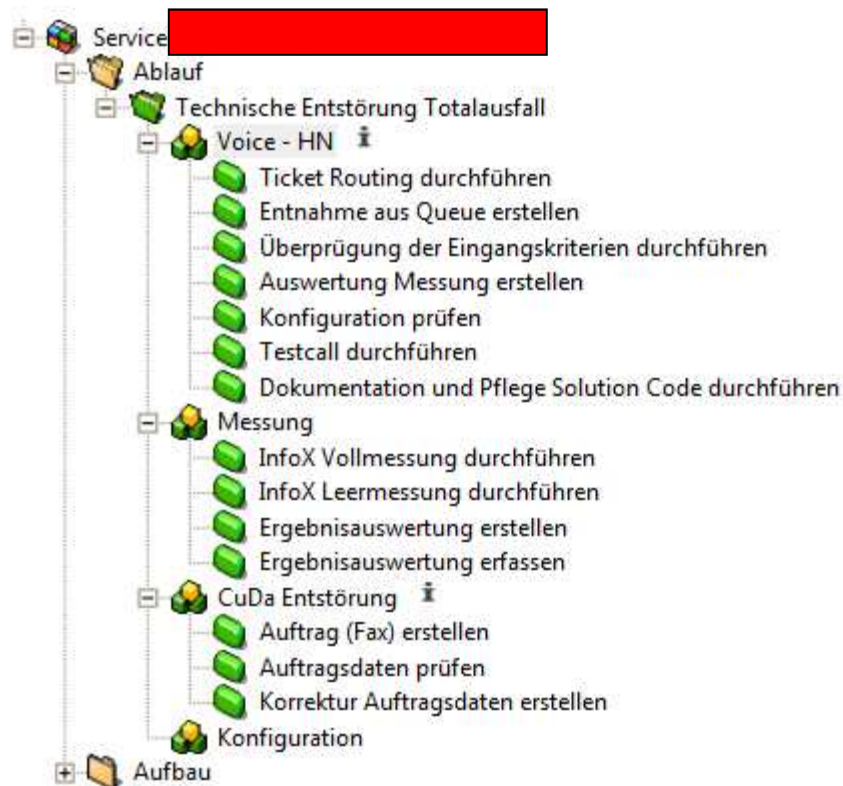 Service
Ablauf
Technische Entstörung Totalausfall
Voice - HN
Ticket Routing durchführen
Entnahme aus Queue erstellen
Überprügung der Eingangskriterien durchführen
Auswertung Messung erstellen
Konfiguration prüfen
Testcall durchführen
Dokumentation und Pflege Solution Code durchführen
Messung
InfoX Vollmessung durchführen
InfoX Leermessung durchführen
Ergebnisauswertung erstellen
Ergebnisauswertung erfassen
CuDa Entstörung
Auftrag (Fax) erstellen
Auftragsdaten prüfen
Korrektur Auftragsdaten erstellen
Konfiguration
Aufbau